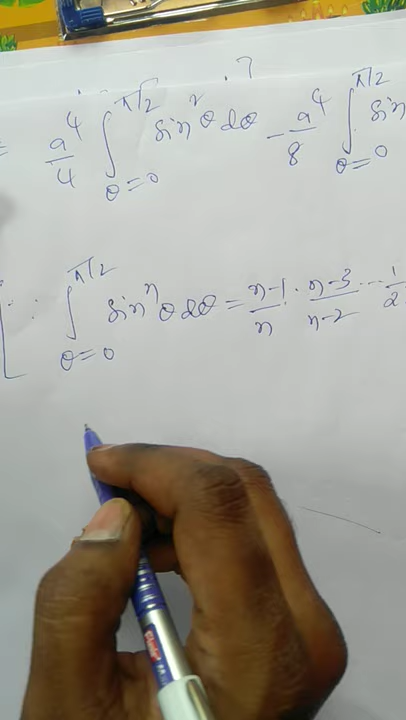 = a⁴/4 ∫_{θ=0}^{π/2} sin²θ dθ - a⁴/8 ∫_{θ=0}^{π/2} sin
[∵ ∫_{θ=0}^{π/2} sinⁿθ dθ = n-1/n · n-3/n-2 ... 1/2